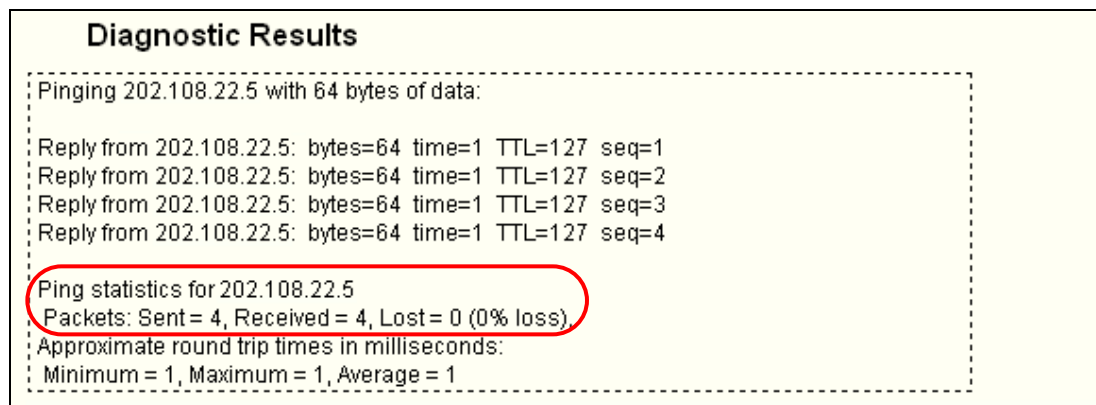 Diagnostic Results
Pinging 202.108.22.5 with 64 bytes of data:
Reply from 202.108.22.5: bytes=64 time=1 TTL=127 seq=1
Reply from 202.108.22.5: bytes=64 time=1 TTL=127 seq=2
Reply from 202.108.22.5: bytes=64 time=1 TTL=127 seq=3
Reply from 202.108.22.5: bytes=64 time=1 TTL=127 seq=4
Ping statistics for 202.108.22.5
Packets: Sent = 4, Received = 4, Lost = 0 (0% loss),
Approximate round trip times in milliseconds:
Minimum = 1, Maximum = 1, Average = 1